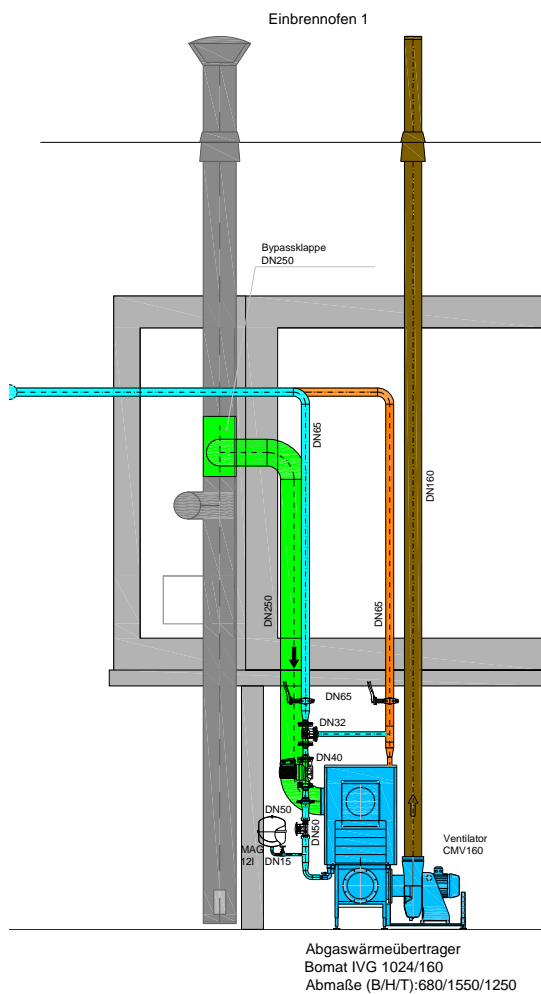 Einbrennofen 1
Bypassklappe
DN250
DN65
DN160
DN250
DN65
DN65
DN32
DN40
DN50
DN50
MAG
12l
DN15
Ventilator
CMV160
Abgaswärmeübertrager
Bomat IVG 1024/160
Abmaße (B/H/T):680/1550/1250